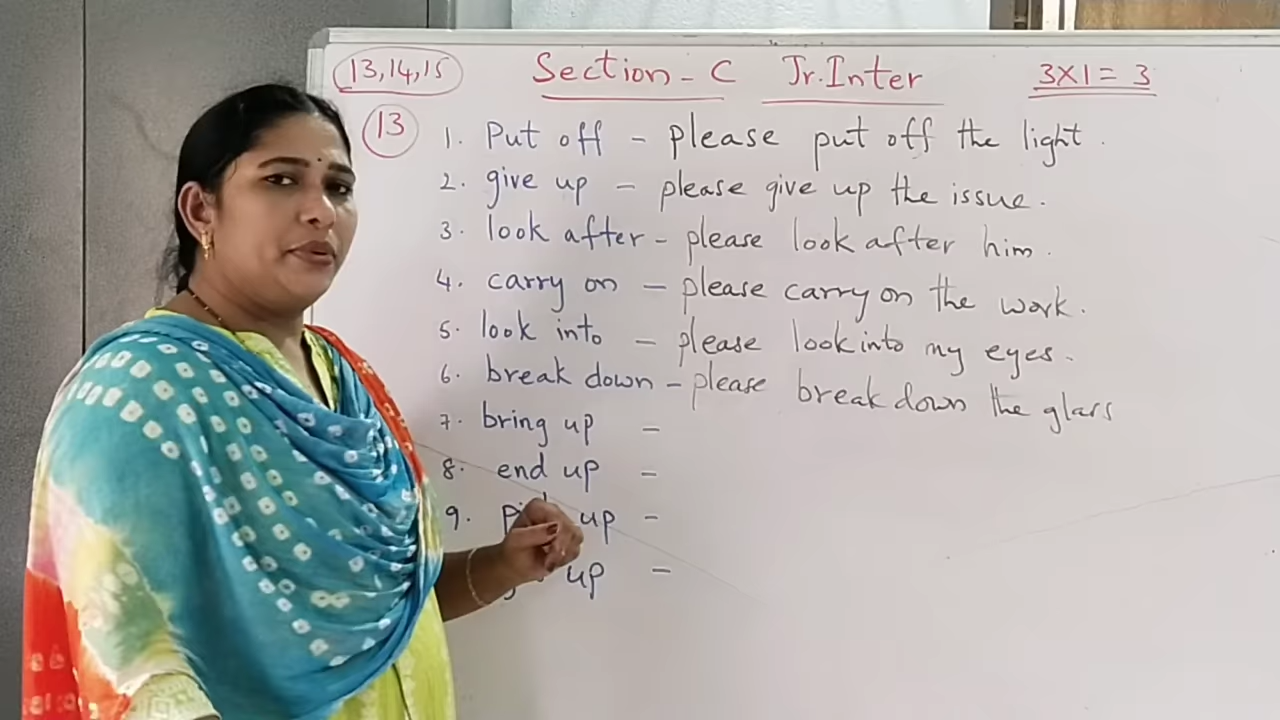 13,14,15 Section - C Jr.Inter 3X1 = 3
13 1. Put off - please put off the light.
2. give up - please give up the issue.
3. look after - please look after him.
4. carry on - please carry on the work.
5. look into - please look into my eyes.
6. break down - please break down the glass
7. bring up -
8. end up -
9. up -
up -